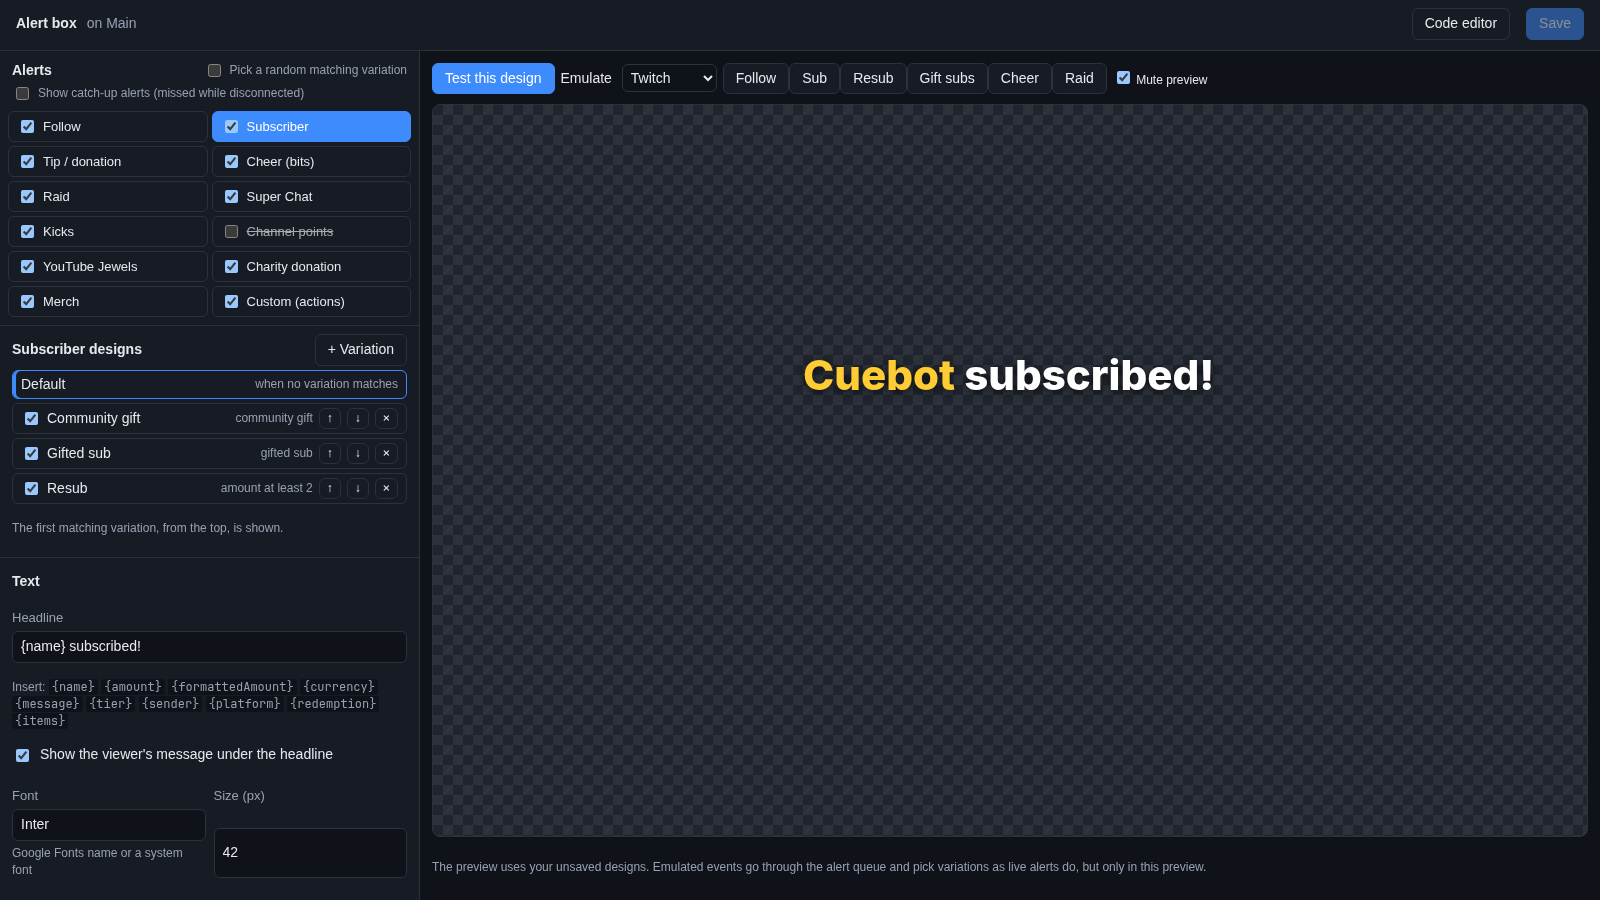 Alert box on Main
Code editor
Save
Alerts
Pick a random matching variation
Show catch-up alerts (missed while disconnected)
Follow
Subscriber
Tip / donation
Cheer (bits)
Raid
Super Chat
Kicks
Channel points
YouTube Jewels
Charity donation
Merch
Custom (actions)
Subscriber designs
+ Variation
Default
when no variation matches
Community gift
community gift ↑ ↓ ×
Gifted sub
gifted sub ↑ ↓ ×
Resub
amount at least 2 ↑ ↓ ×
The first matching variation, from the top, is shown.
Text
Headline
{name} subscribed!
Insert: {name} {amount} {formattedAmount} {currency}
{message} {tier} {sender} {platform} {redemption}
{items}
Show the viewer's message under the headline
Font
Size (px)
Inter
42
Google Fonts name or a system
font
Test this design
Emulate
Twitch
Follow
Sub
Resub
Gift subs
Cheer
Raid
Mute preview
Cuebot subscribed!
The preview uses your unsaved designs. Emulated events go through the alert queue and pick variations as live alerts do, but only in this preview.